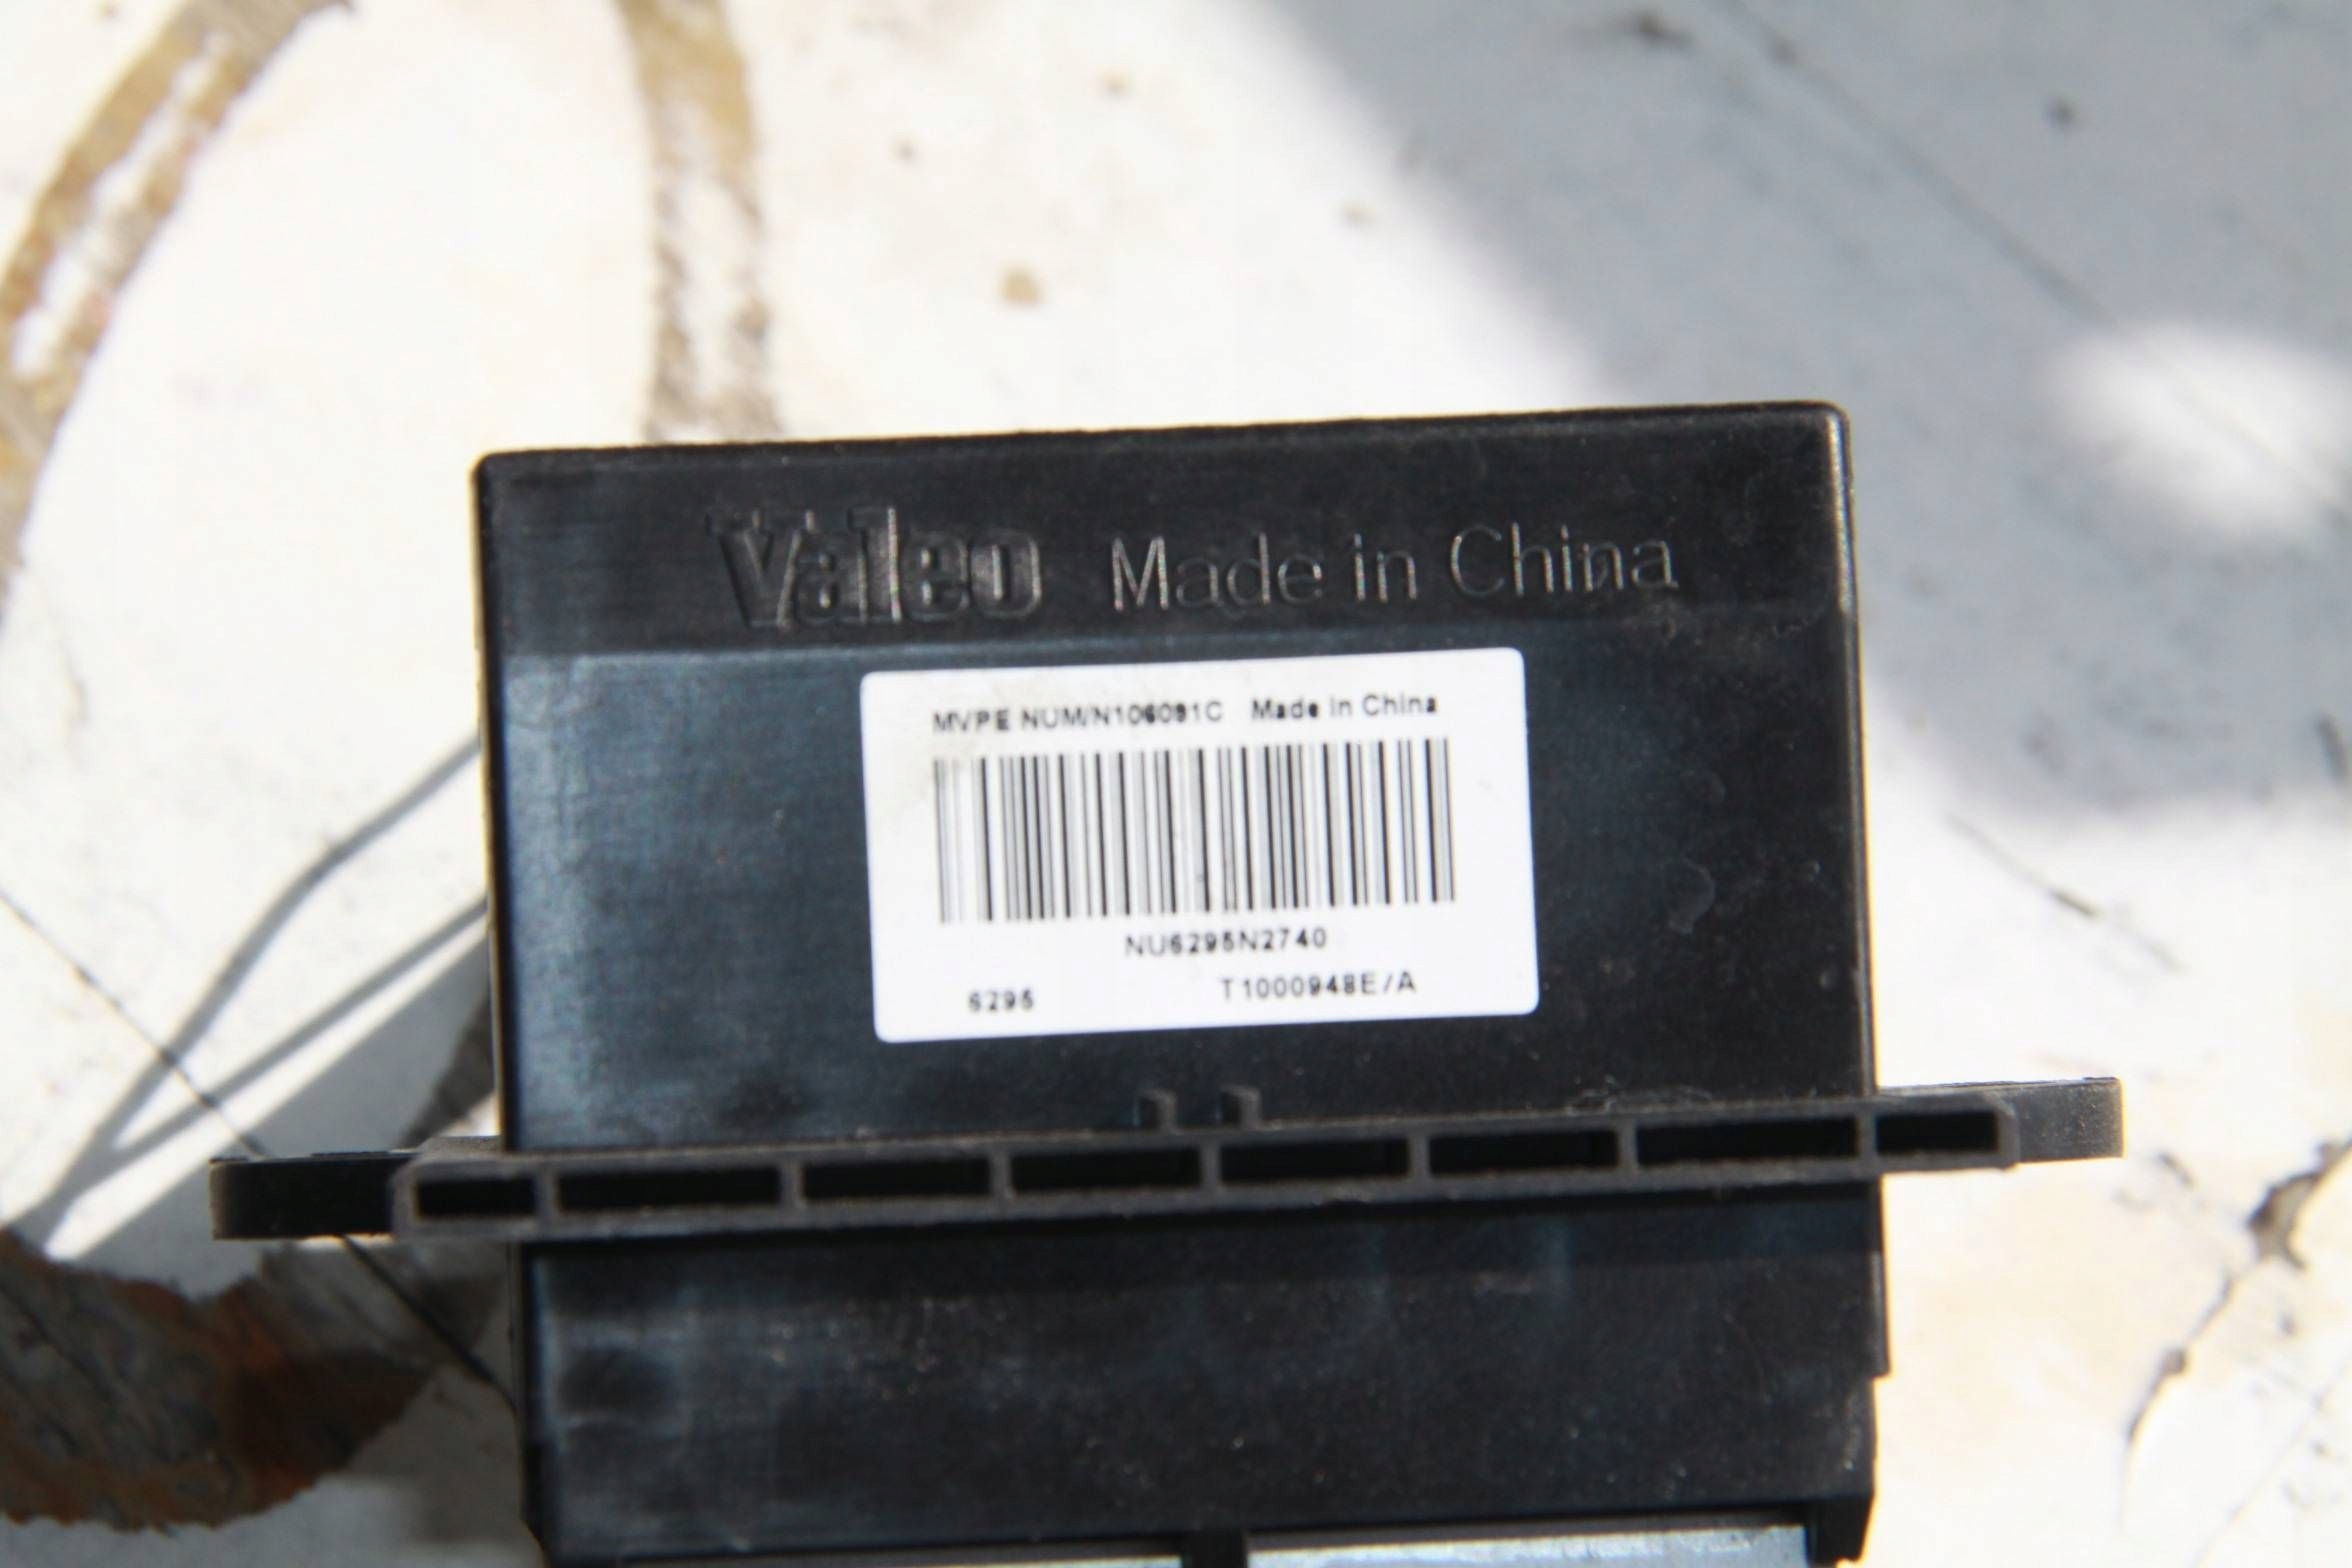 Valeo Made in China
MVPE NUM/N106091C Made in China
NU6295N2740
6295 T1000948E/A